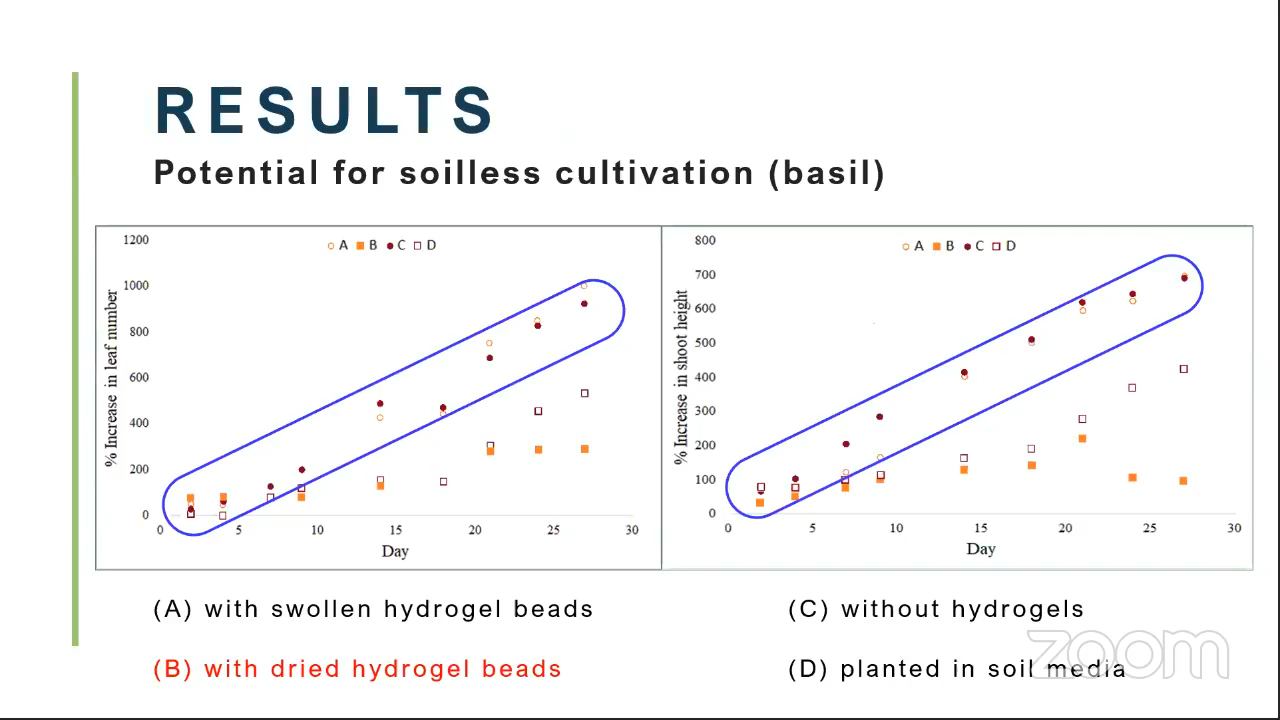 RESULTS
Potential for soilless cultivation (basil)
1200
1000
800
600
400
200
0
% Increase in leaf number
A B C D
0 5 10 15 20 25 30
Day
800
700
600
500
400
300
200
100
0
% Increase in shoot height
A B C D
0 5 10 15 20 25 30
Day
(A) with swollen hydrogel beads
(C) without hydrogels
(B) with dried hydrogel beads
(D) planted in soil media
zoom